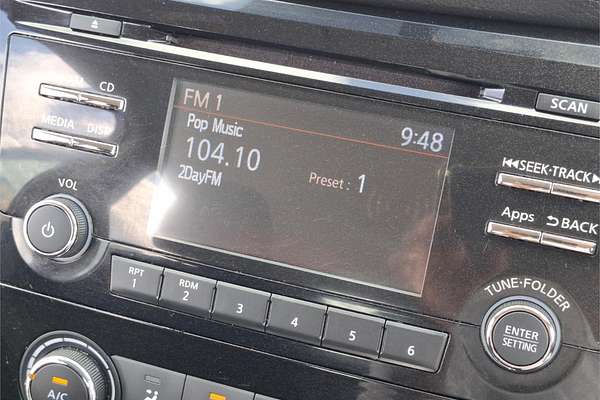 SCAN
CD
MEDIA DISP
FM 1
Pop Music
9:48
104.10
2DayFM
Preset : 1
SEEK·TRACK
Apps
BACK
VOL
RPT
1
RDM
2
3
4
5
6
TUNE·FOLDER
ENTER
SETTING
A/C